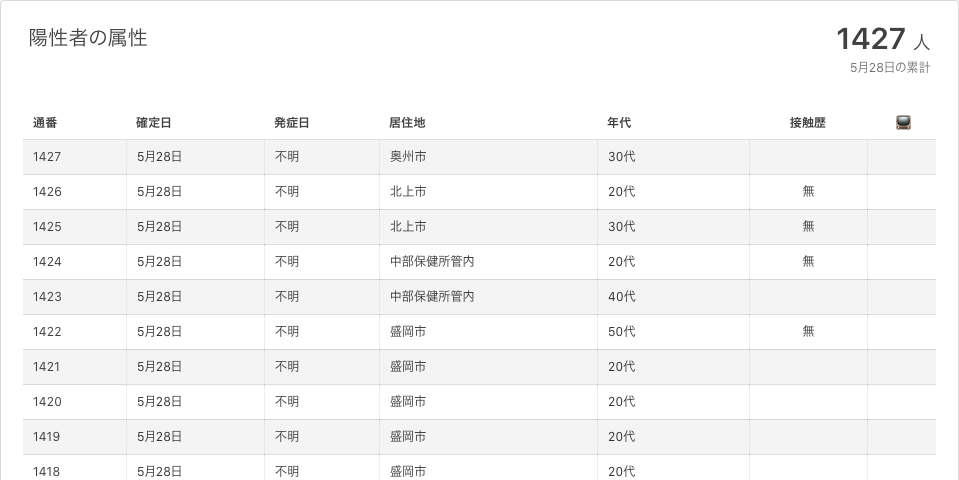 陽性者の属性
1427 人
5月28日の累計
通番 確定日 発症日 居住地 年代 接触歴
1427 5月28日 不明 奥州市 30代
1426 5月28日 不明 北上市 20代 無
1425 5月28日 不明 北上市 30代 無
1424 5月28日 不明 中部保健所管内 20代 無
1423 5月28日 不明 中部保健所管内 40代
1422 5月28日 不明 盛岡市 50代 無
1421 5月28日 不明 盛岡市 20代
1420 5月28日 不明 盛岡市 20代
1419 5月28日 不明 盛岡市 20代
1418 5月28日 不明 盛岡市 20代